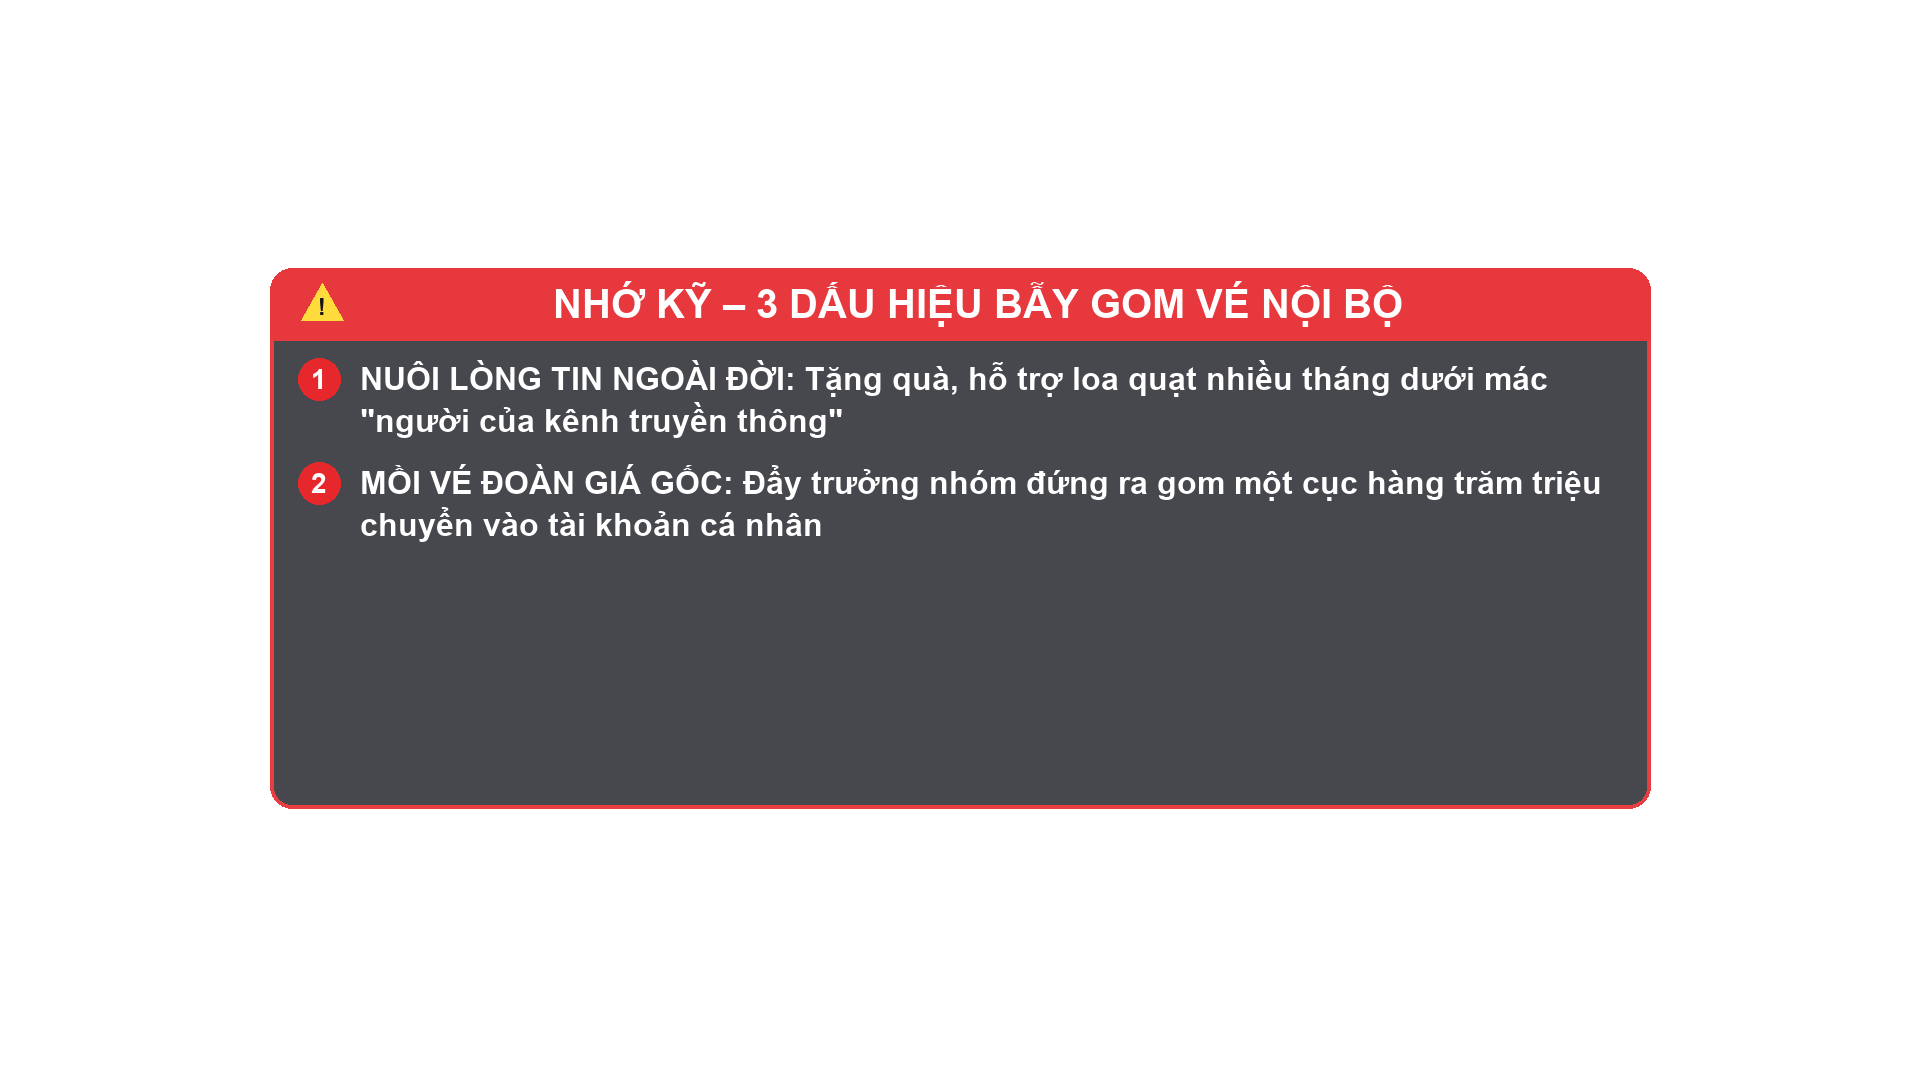 !
NHỚ KỸ – 3 DẤU HIỆU BẪY GOM VÉ NỘI BỘ
1 NUÔI LÒNG TIN NGOÀI ĐỜI: Tặng quà, hỗ trợ loa quạt nhiều tháng dưới mác
"người của kênh truyền thông"
2 MỒI VÉ ĐOÀN GIÁ GỐC: Đẩy trưởng nhóm đứng ra gom một cục hàng trăm triệu
chuyển vào tài khoản cá nhân